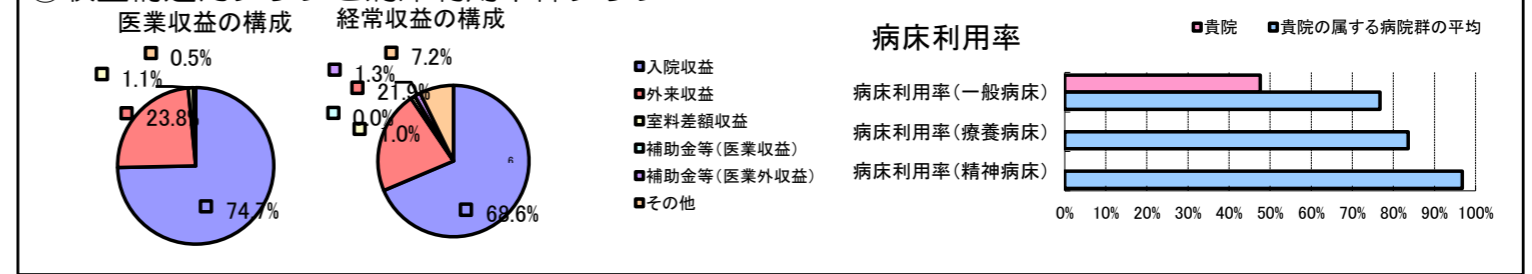 医業収益の構成
経常収益の構成
0.5%
1.1%
23.8%
74.7%
7.2%
1.3%
21.9%
0.0%
1.0%
68.6%
6
入院収益
外来収益
室料差額収益
補助金等(医業収益)
補助金等(医業外収益)
その他
病床利用率
貴院
貴院の属する病院群の平均
病床利用率(一般病床)
病床利用率(療養病床)
病床利用率(精神病床)
0% 10% 20% 30% 40% 50% 60% 70% 80% 90% 100%